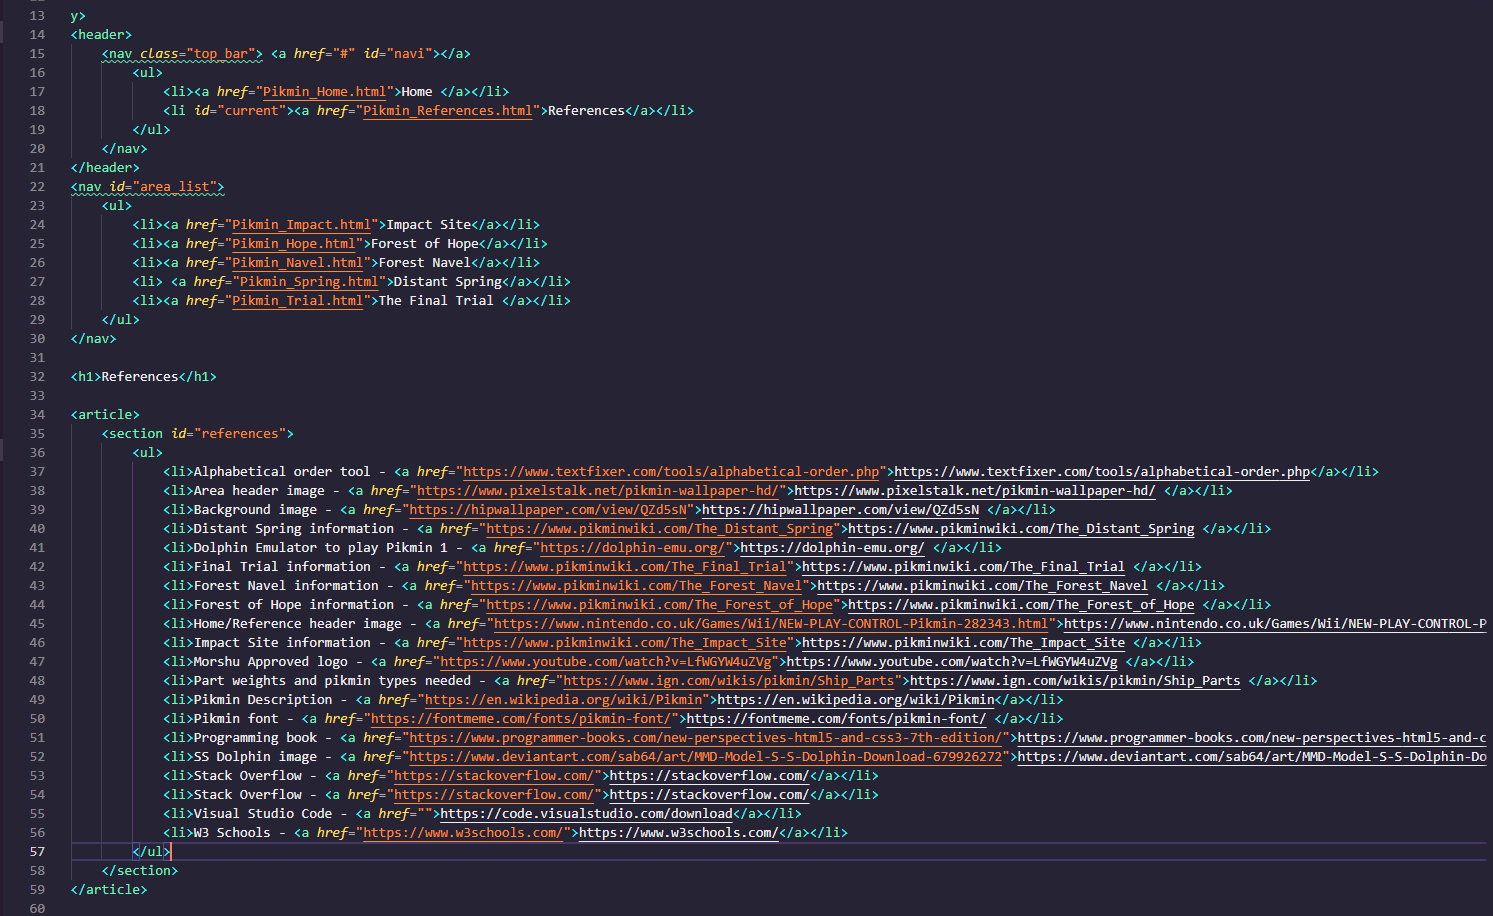 13 y>
14 <header>
15 <nav class="top_bar"> <a href="#" id="navi"></a>
16 <ul>
17 <li><a href="Pikmin_Home.html">Home </a></li>
18 <li id="current"><a href="Pikmin_References.html">References</a></li>
19 </ul>
20 </nav>
21 </header>
22 <nav id="area_list">
23 <ul>
24 <li><a href="Pikmin_Impact.html">Impact Site</a></li>
25 <li><a href="Pikmin_Hope.html">Forest of Hope</a></li>
26 <li><a href="Pikmin_Navel.html">Forest Navel</a></li>
27 <li> <a href="Pikmin_Spring.html">Distant Spring</a></li>
28 <li><a href="Pikmin_Trial.html">The Final Trial </a></li>
29 </ul>
30 </nav>
31
32 <h1>References</h1>
33
34 <article>
35 <section id="references">
36 <ul>
37 <li>Alphabetical order tool - <a href="https://www.textfixer.com/tools/alphabetical-order.php">https://www.textfixer.com/tools/alphabetical-order.php</a></li>
38 <li>Area header image - <a href="https://www.pixelstalk.net/pikmin-wallpaper-hd/">https://www.pixelstalk.net/pikmin-wallpaper-hd/ </a></li>
39 <li>Background image - <a href="https://hipwallpaper.com/view/QZd5sN">https://hipwallpaper.com/view/QZd5sN </a></li>
40 <li>Distant Spring information - <a href="https://www.pikminwiki.com/The_Distant_Spring">https://www.pikminwiki.com/The_Distant_Spring </a></li>
41 <li>Dolphin Emulator to play Pikmin 1 - <a href="https://dolphin-emu.org/">https://dolphin-emu.org/ </a></li>
42 <li>Final Trial information - <a href="https://www.pikminwiki.com/The_Final_Trial">https://www.pikminwiki.com/The_Final_Trial </a></li>
43 <li>Forest Navel information - <a href="https://www.pikminwiki.com/The_Forest_Navel">https://www.pikminwiki.com/The_Forest_Navel </a></li>
44 <li>Forest of Hope information - <a href="https://www.pikminwiki.com/The_Forest_of_Hope">https://www.pikminwiki.com/The_Forest_of_Hope </a></li>
45 <li>Home/Reference header image - <a href="https://www.nintendo.co.uk/Games/Wii/NEW-PLAY-CONTROL-Pikmin-282343.html">https://www.nintendo.co.uk/Games/Wii/NEW-PLAY-CONTROL-P
46 <li>Impact Site information - <a href="https://www.pikminwiki.com/The_Impact_Site">https://www.pikminwiki.com/The_Impact_Site </a></li>
47 <li>Morshu Approved logo - <a href="https://www.youtube.com/watch?v=LfWGYW4uZVg">https://www.youtube.com/watch?v=LfWGYW4uZVg </a></li>
48 <li>Part weights and pikmin types needed - <a href="https://www.ign.com/wikis/pikmin/Ship_Parts">https://www.ign.com/wikis/pikmin/Ship_Parts </a></li>
49 <li>Pikmin Description - <a href="https://en.wikipedia.org/wiki/Pikmin">https://en.wikipedia.org/wiki/Pikmin</a></li>
50 <li>Pikmin font - <a href="https://fontmeme.com/fonts/pikmin-font/">https://fontmeme.com/fonts/pikmin-font/ </a></li>
51 <li>Programming book - <a href="https://www.programmer-books.com/new-perspectives-html5-and-css3-7th-edition/">https://www.programmer-books.com/new-perspectives-html5-and-c
52 <li>SS Dolphin image - <a href="https://www.deviantart.com/sab64/art/MMD-Model-S-S-Dolphin-Download-679926272">https://www.deviantart.com/sab64/art/MMD-Model-S-S-Dolphin-Do
53 <li>Stack Overflow - <a href="https://stackoverflow.com/">https://stackoverflow.com/</a></li>
54 <li>Stack Overflow - <a href="https://stackoverflow.com/">https://stackoverflow.com/</a></li>
55 <li>Visual Studio Code - <a href="">https://code.visualstudio.com/download</a></li>
56 <li>W3 Schools - <a href="https://www.w3schools.com/">https://www.w3schools.com/</a></li>
57 </ul>
58 </section>
59 </article>
60